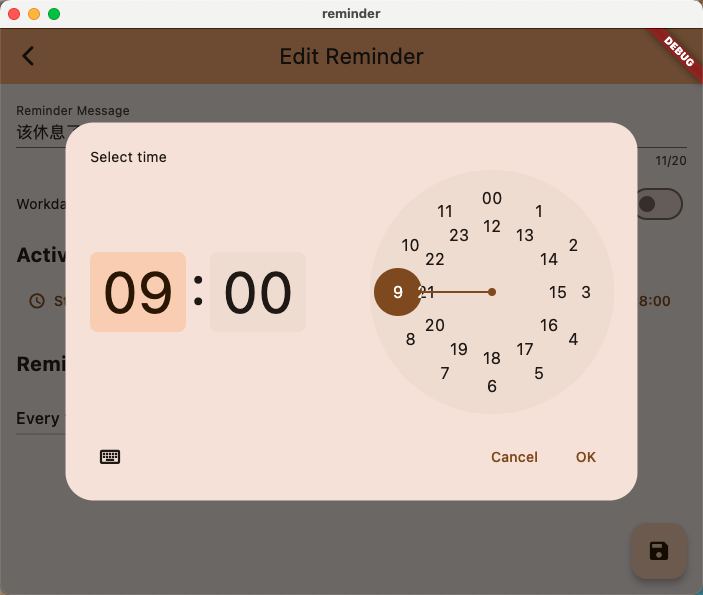 reminder
Edit Reminder
DEBUG
Reminder Message
该休息
11/20
Workda
Activ
8:00
Remi
Every
Select time
09:00
00
1
2
3
4
5
6
7
8
9
10
11
12
13
14
15
16
17
18
19
20
21
22
23
Cancel
OK